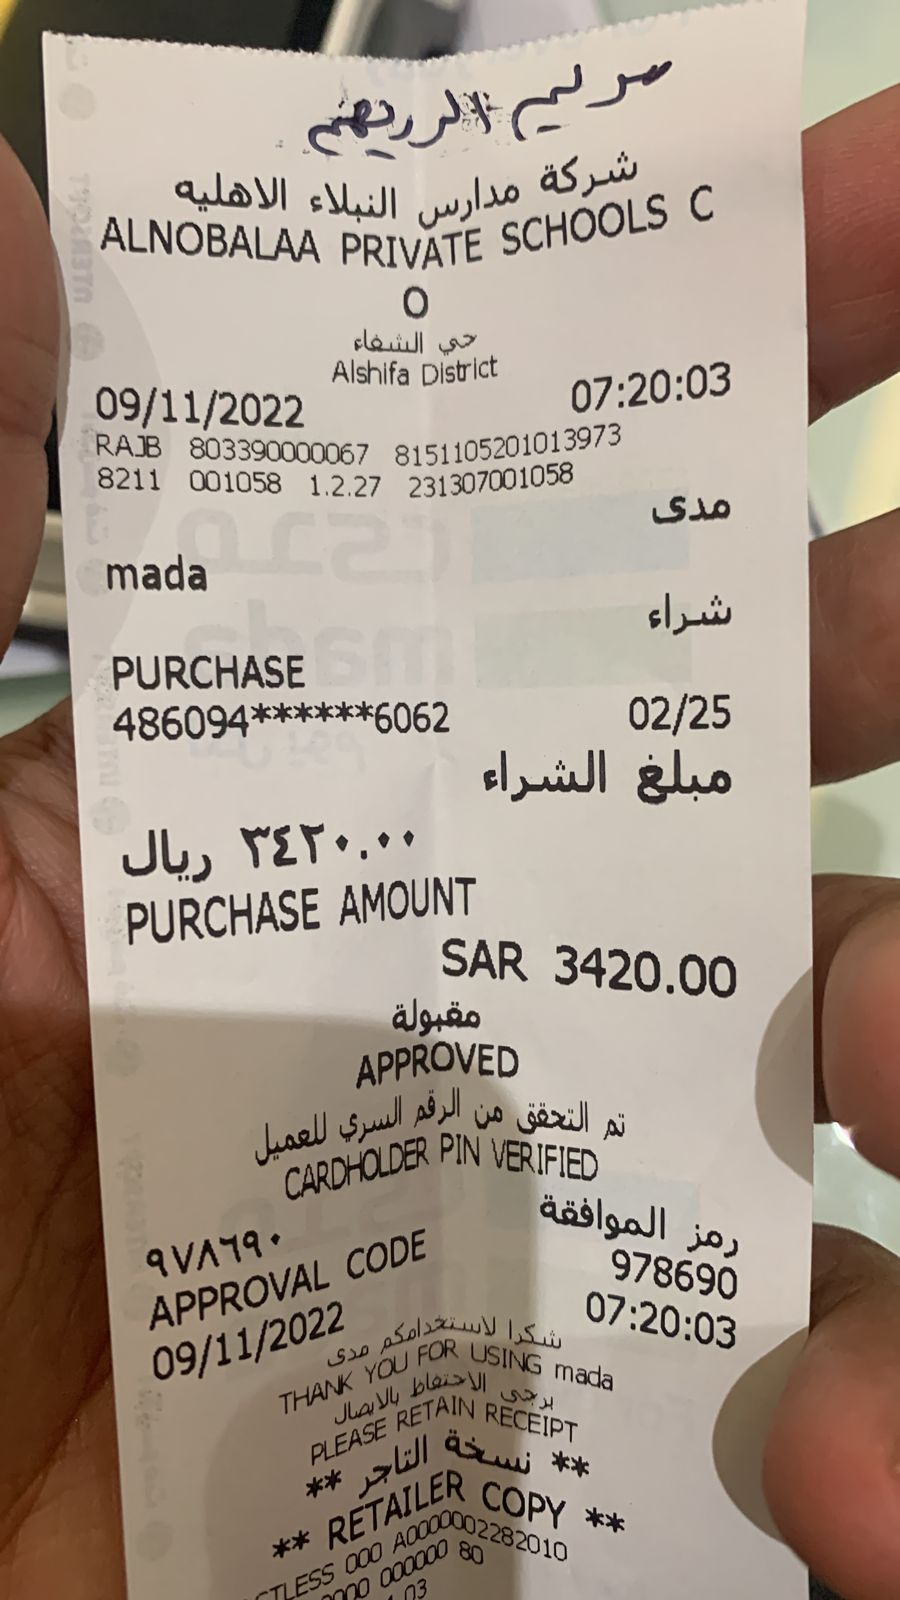 شركة مدارس النبلاء الاهليه
ALNOBALAA PRIVATE SCHOOLS C
O
حي الشفاء
Alshifa District
09/11/2022 07:20:03
RAJB 803390000067 8151105201013973
8211 001058 1.2.27 231307001058
مدى
mada
شراء
PURCHASE
486094******6062 02/25
مبلغ الشراء
٣٤٢٠.٠٠ ريال
PURCHASE AMOUNT
SAR 3420.00
مقبولة
APPROVED
تم التحقق من الرقم السري للعميل
CARDHOLDER PIN VERIFIED
رمز الموافقة
٩٧٨٦٩٠
978690
APPROVAL CODE
09/11/2022 07:20:03
شكرا لاستخدامكم مدى
THANK YOU FOR USING mada
يرجى الاحتفاظ بالايصال
PLEASE RETAIN RECEIPT
** نسخة التاجر **
** RETAILER COPY **
000 A0000002282010
000000 80